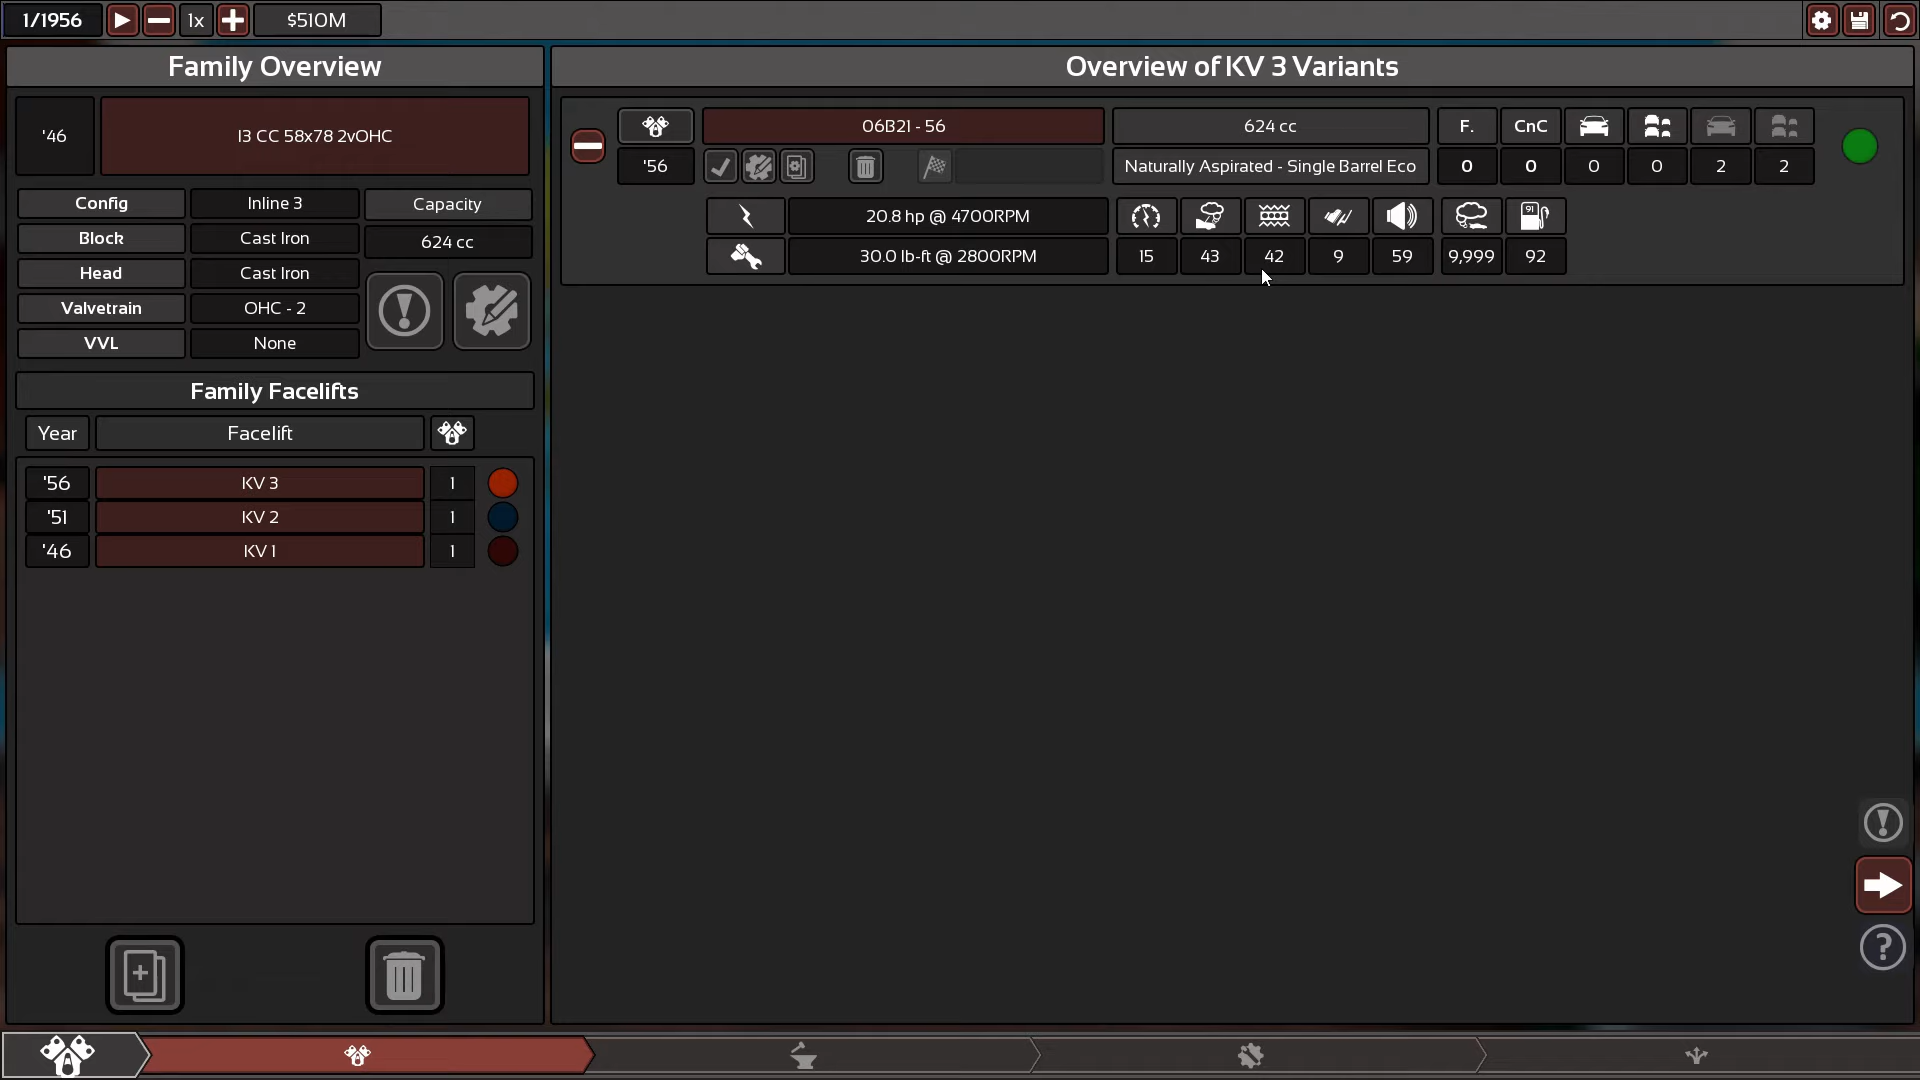 1/1956
1x
$510M
Family Overview
'46
I3 CC 58x78 2vOHC
Config
Inline 3
Capacity
Block
Cast Iron
624 cc
Head
Cast Iron
Valvetrain
OHC - 2
VVL
None
Family Facelifts
Year
Facelift
'56
KV 3
1
'51
KV 2
1
'46
KV 1
1
Overview of KV 3 Variants
06B21 - 56
624 cc
F.
CnC
'56
Naturally Aspirated - Single Barrel Eco
0
0
0
0
2
2
20.8 hp @ 4700RPM
91
30.0 lb-ft @ 2800RPM
15
43
42
9
59
9,999
92
?